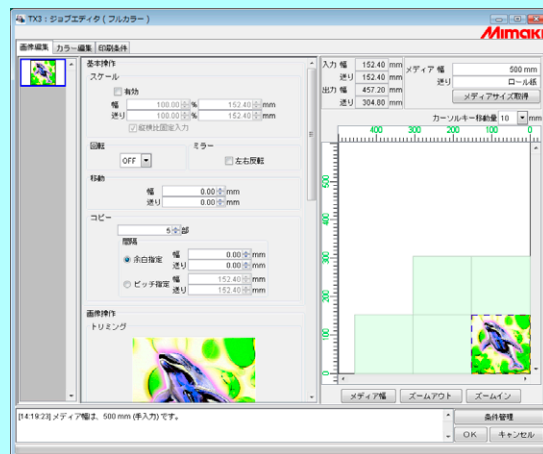 TX3：ジョブエディタ ( フルカラー )
Mimaki
画像編集 カラー編集 印刷条件
基本操作
スケール
有効
幅 100.00 % 152.40 mm
送り 100.00 % 152.40 mm
縦横比固定入力
回転 ミラー
OFF 左右反転
移動
幅 0.00 mm
送り 0.00 mm
コピー
5 部
間隔
余白指定 幅 0.00 mm
送り 0.00 mm
ピッチ指定 幅 152.40 mm
送り 152.40 mm
画像操作
トリミング
入力 幅 152.40 mm
送り 152.40 mm
出力 幅 457.20 mm
送り 304.80 mm
メディア 幅 500 mm
送り ロール紙
メディアサイズ取得
カーソルキー移動量 10 mm
400 300 200 100 0
500
400
300
200
100
0
メディア幅 ズームアウト ズームイン
[14:19:23] メディア幅は、500 mm (手入力) です。
条件管理
OK キャンセル